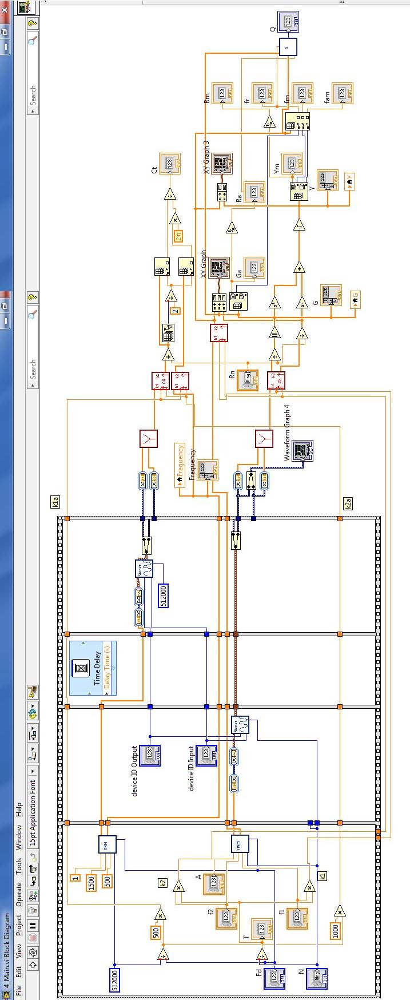 4_Main.vi Block Diagram
File Edit View Project Operate Tools Window Help
15pt Application Font
Search
Search
512000
Fd
N
Ring
500
T
f2
f1
1000
k2
A
k1
1
1500
500
device ID Output
device ID Input
Time Delay
Delay Time (s)
512000
k1a
k2a
Frequency
Frequency
Waveform Graph 4
Rn
Ring
2
2π
Ct
XY Graph
XY Graph 3
Ga
Ra
G
G
Y
Y
Ym
Rm
fr
fm
fam
Q